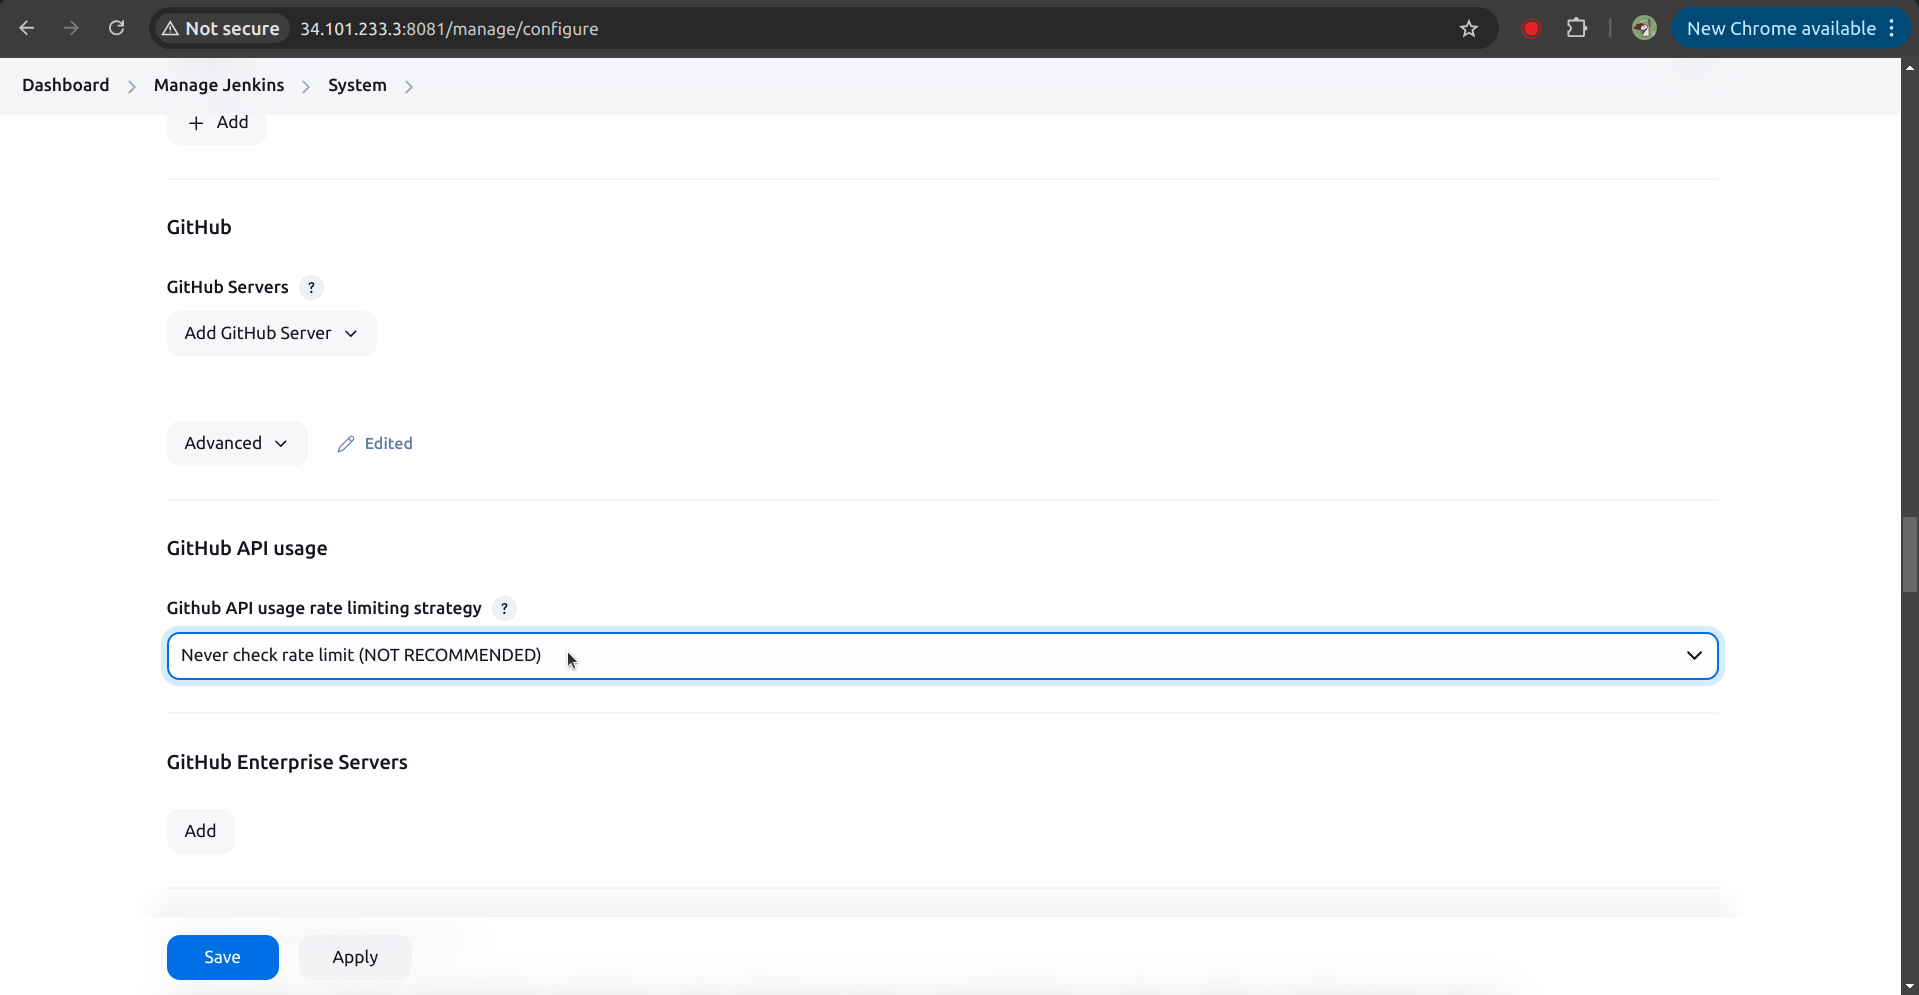 Not secure 34.101.233.3:8081/manage/configure New Chrome available
Dashboard Manage Jenkins System
Add
GitHub
GitHub Servers ?
Add GitHub Server
Advanced Edited
GitHub API usage
Github API usage rate limiting strategy ?
Never check rate limit (NOT RECOMMENDED)
GitHub Enterprise Servers
Add
Save Apply